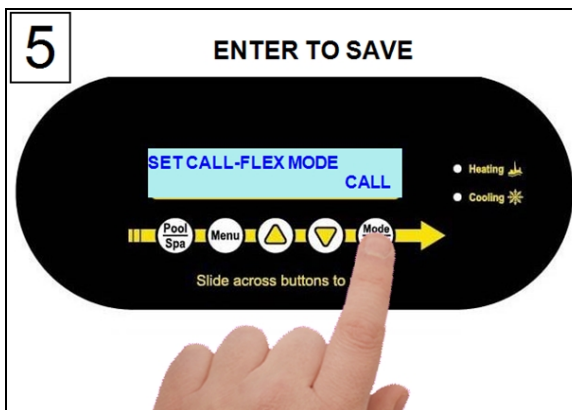 5
ENTER TO SAVE
SET CALL-FLEX MODE
CALL
Heating
Cooling
Pool
Spa
Menu
Mode
Slide across buttons to